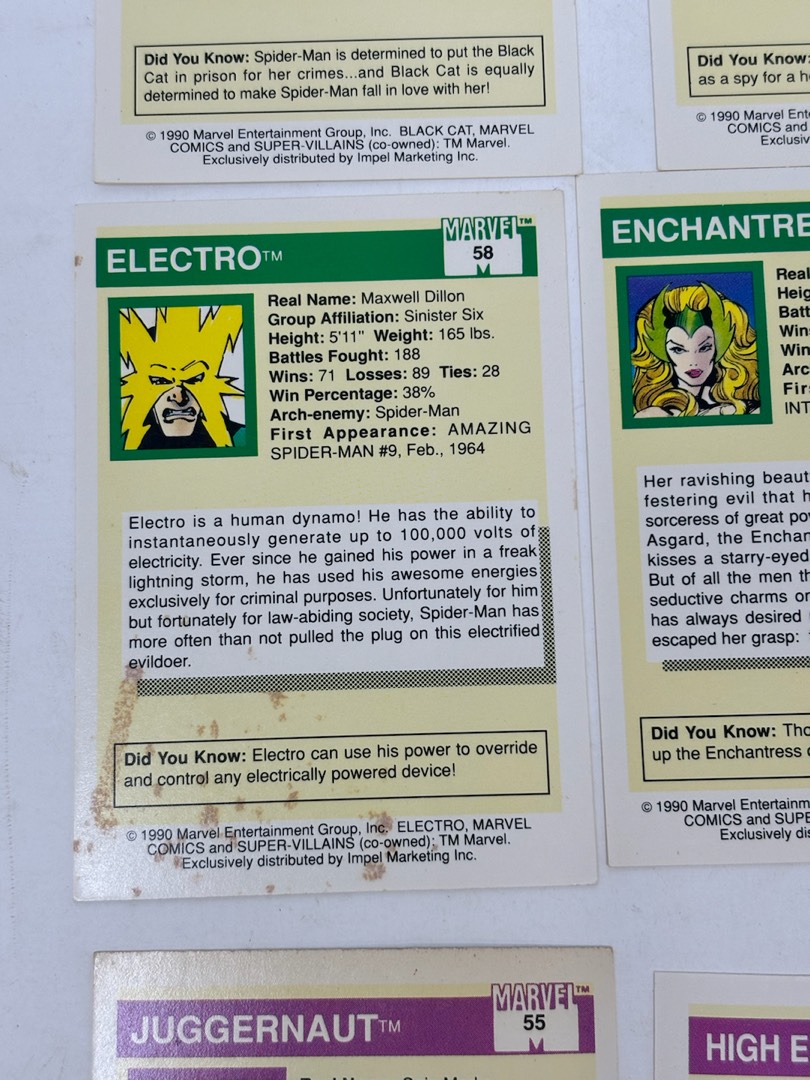 Did You Know: Spider-Man is determined to put the Black
Cat in prison for her crimes...and Black Cat is equally
determined to make Spider-Man fall in love with her!
© 1990 Marvel Entertainment Group, Inc. BLACK CAT, MARVEL
COMICS and SUPER-VILLAINS (co-owned): TM Marvel.
Exclusively distributed by Impel Marketing Inc.
Did You Know:
as a spy for a
© 1990 Marvel
COMICS and
ELECTRO™
MARVEL™
58
Real Name: Maxwell Dillon
Group Affiliation: Sinister Six
Height: 5'11" Weight: 165 lbs.
Battles Fought: 188
Wins: 71 Losses: 89 Ties: 28
Win Percentage: 38%
Arch-enemy: Spider-Man
First Appearance: AMAZING
SPIDER-MAN #9, Feb., 1964
Electro is a human dynamo! He has the ability to
instantaneously generate up to 100,000 volts of
electricity. Ever since he gained his power in a freak
lightning storm, he has used his awesome energies
exclusively for criminal purposes. Unfortunately for him
but fortunately for law-abiding society, Spider-Man has
more often than not pulled the plug on this electrified
evildoer.
Did You Know: Electro can use his power to override
and control any electrically powered device!
© 1990 Marvel Entertainment Group, Inc. ELECTRO, MARVEL
COMICS and SUPER-VILLAINS (co-owned): TM Marvel.
Exclusively distributed by Impel Marketing Inc.
ENCHANTRE
Real
Heig
Batt
Win
Win
Arc
Firs
INT
Her ravishing beaut
festering evil that h
sorceress of great po
Asgard, the Enchan
kisses a starry-eyed
But of all the men th
seductive charms or
has always desired
escaped her grasp:
Did You Know: Tho
up the Enchantress
© 1990 Marvel Entertainm
COMICS and SUPE
Exclusively dis
JUGGERNAUT™
MARVEL™
55
HIGH E